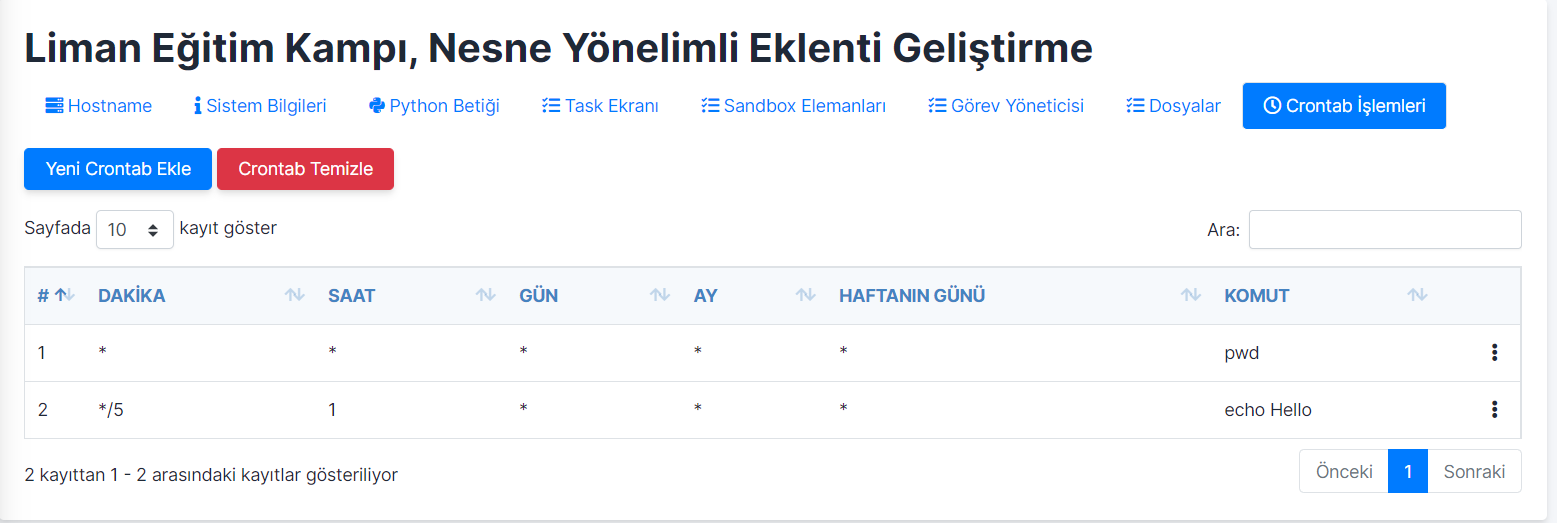 Liman Eğitim Kampı, Nesne Yönelimli Eklenti Geliştirme
Hostname Sistem Bilgileri Python Betiği Task Ekranı Sandbox Elemanları Görev Yöneticisi Dosyalar Crontab İşlemleri
Yeni Crontab Ekle Crontab Temizle
Sayfada 10 kayıt göster Ara:
# DAKİKA SAAT GÜN AY HAFTANIN GÜNÜ KOMUT
1 * * * * * pwd
2 */5 1 * * * echo Hello
2 kayıttan 1 - 2 arasındaki kayıtlar gösteriliyor Önceki 1 Sonraki